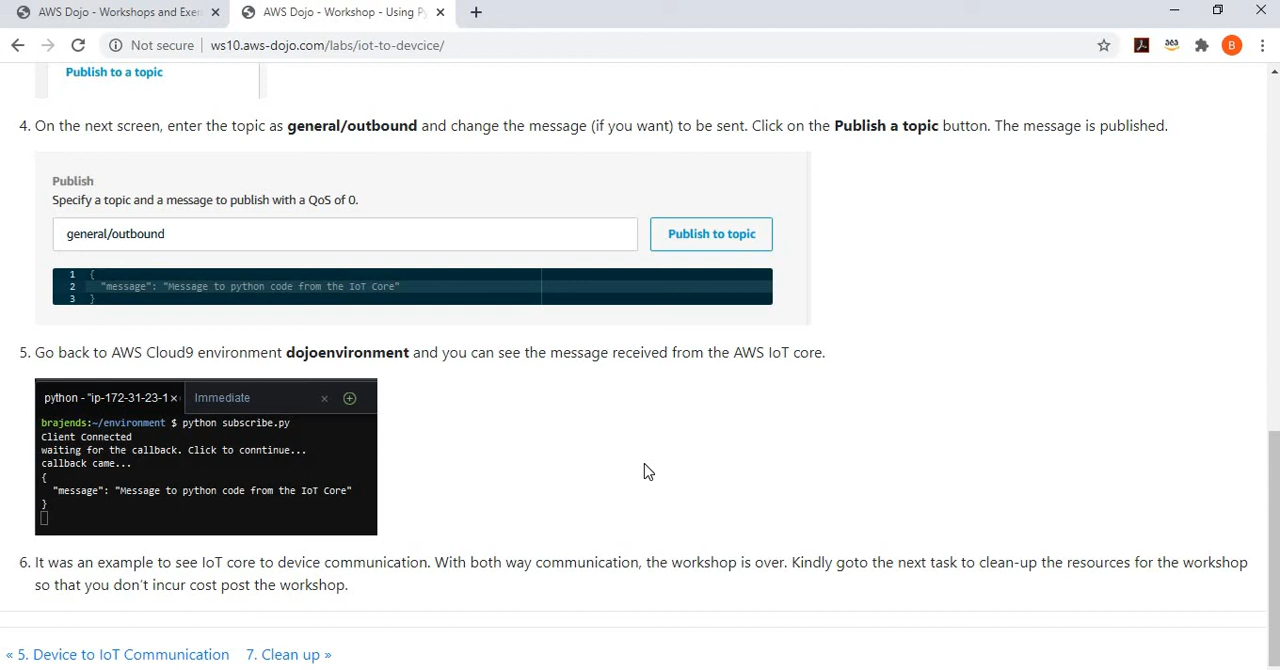 AWS Dojo - Workshops and Exer
AWS Dojo - Workshop - Using Py
Not secure | ws10.aws-dojo.com/labs/iot-to-devcice/
B
Publish to a topic
4. On the next screen, enter the topic as general/outbound and change the message (if you want) to be sent. Click on the Publish a topic button. The message is published.
Publish
Specify a topic and a message to publish with a QoS of 0.
general/outbound
Publish to topic
1 {
2 "message": "Message to python code from the IoT Core"
3 }
5. Go back to AWS Cloud9 environment dojoenvironment and you can see the message received from the AWS IoT core.
python - "ip-172-31-23-1 ×
Immediate ×
brajends:~/environment $ python subscribe.py
Client Connected
waiting for the callback. Click to conntinue...
callback came...
{
"message": "Message to python code from the IoT Core"
}
6. It was an example to see IoT core to device communication. With both way communication, the workshop is over. Kindly goto the next task to clean-up the resources for the workshop
so that you don't incur cost post the workshop.
« 5. Device to IoT Communication 7. Clean up »